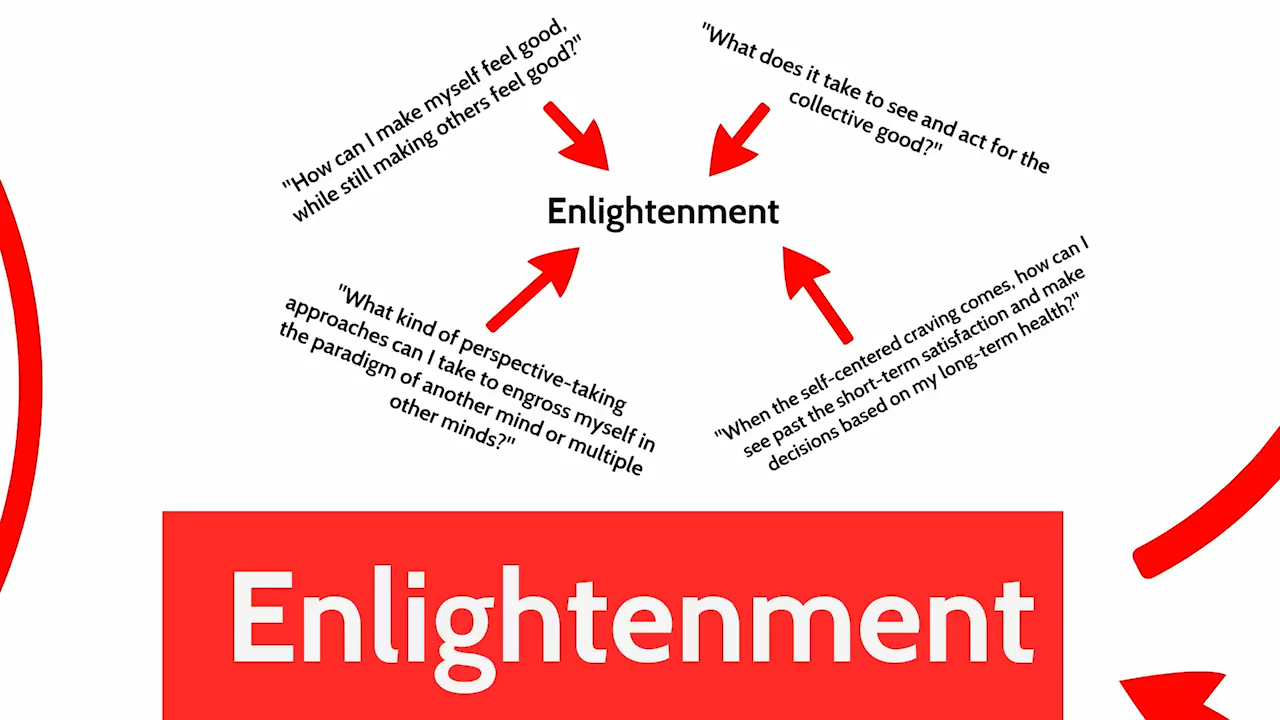 "How can I make myself feel good,
while still making others feel good?"
"What does it take to see and act for the
collective good?"
Enlightenment
"What kind of perspective-taking
approaches can I take to engross myself in
the paradigm of another mind or multiple
other minds?"
"When the self-centered craving comes, how can I
see past the short-term satisfaction and make
decisions based on my long-term health?"
Enlightenment